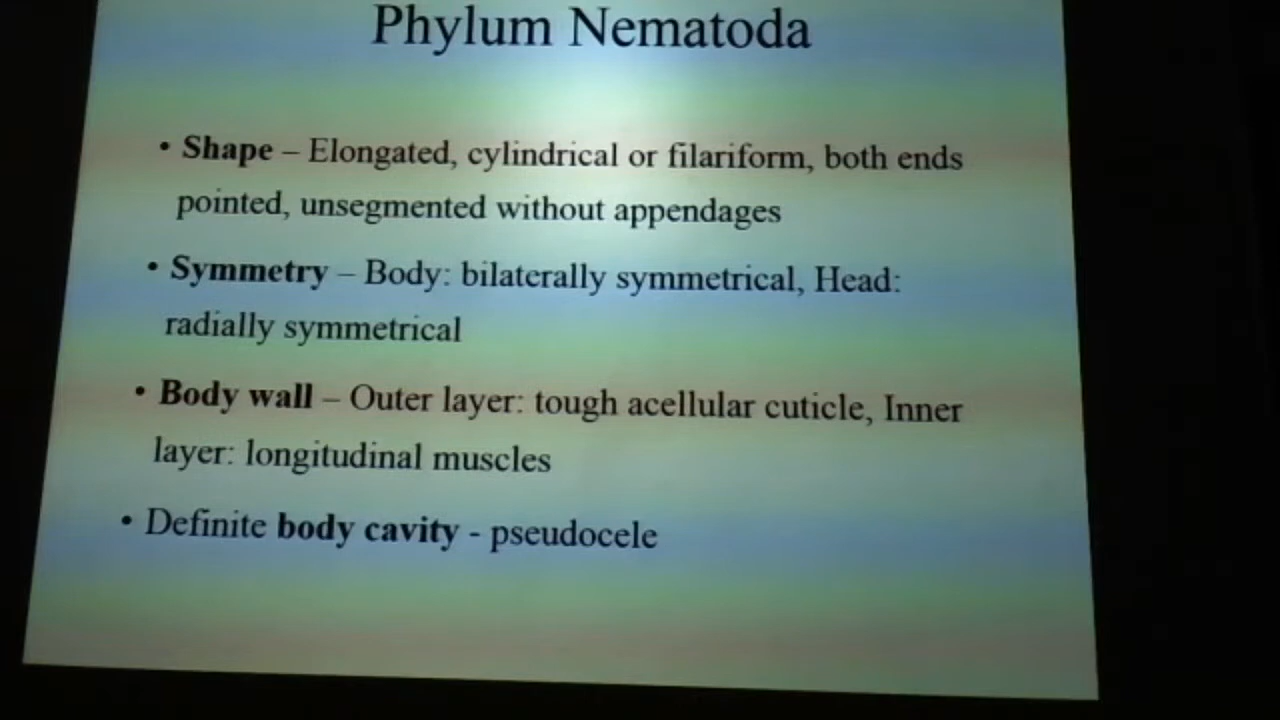 Phylum Nematoda
• Shape – Elongated, cylindrical or filariform, both ends
pointed, unsegmented without appendages
• Symmetry – Body: bilaterally symmetrical, Head:
radially symmetrical
• Body wall – Outer layer: tough acellular cuticle, Inner
layer: longitudinal muscles
• Definite body cavity - pseudocele